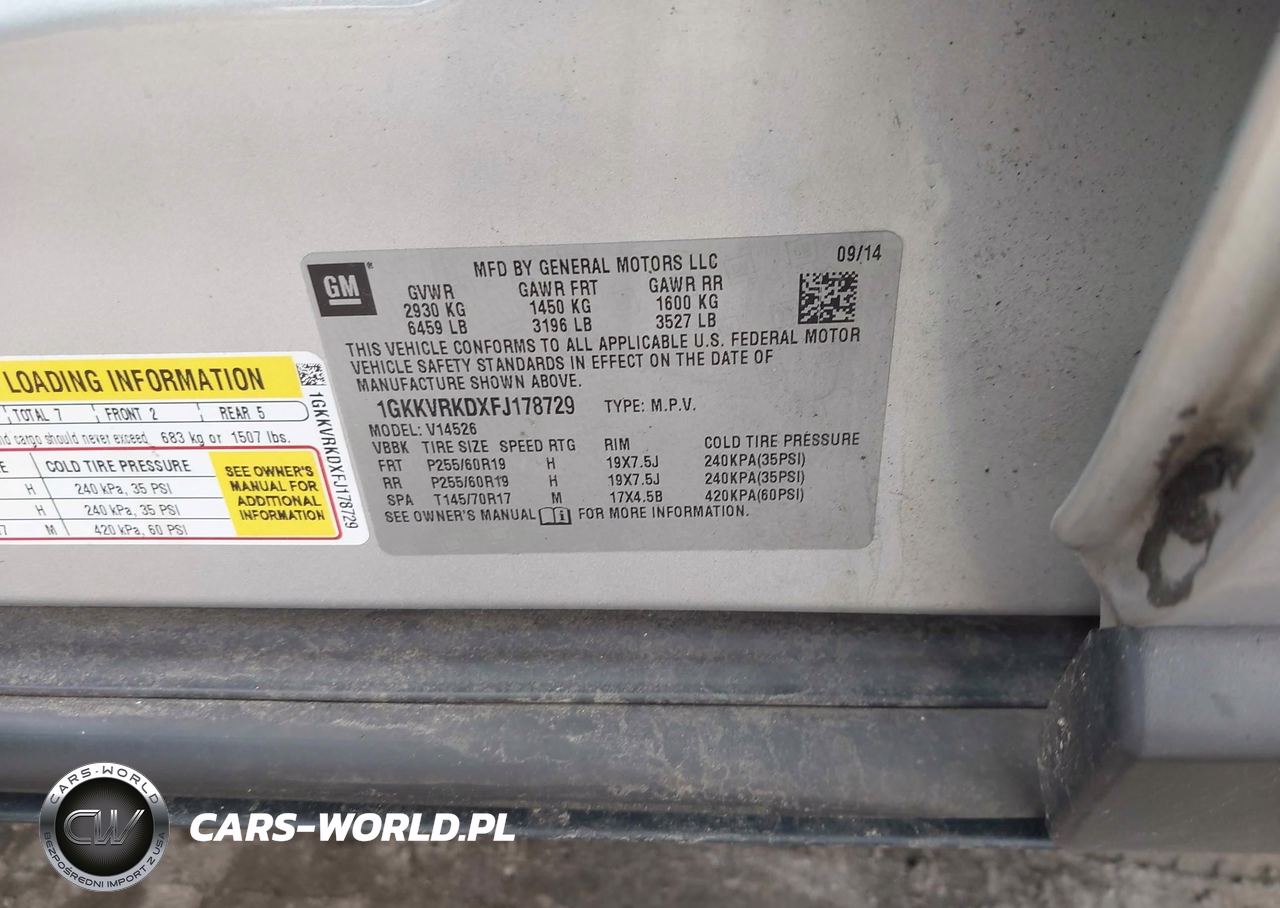 GM
MFD BY GENERAL MOTORS LLC
09/14
GVWR GAWR FRT GAWR RR
2930 KG 1450 KG 1600 KG
6459 LB 3196 LB 3527 LB
THIS VEHICLE CONFORMS TO ALL APPLICABLE U.S. FEDERAL MOTOR
VEHICLE SAFETY STANDARDS IN EFFECT ON THE DATE OF
MANUFACTURE SHOWN ABOVE.
1GKKVRKDXFJ178729 TYPE: M.P.V.
MODEL: V14526
VBBK TIRE SIZE SPEED RTG RIM COLD TIRE PRESSURE
FRT P255/60R19 H 19X7.5J 240KPA(35PSI)
RR P255/60R19 H 19X7.5J 240KPA(35PSI)
SPA T145/70R17 M 17X4.5B 420KPA(60PSI)
SEE OWNER'S MANUAL FOR MORE INFORMATION.
LOADING INFORMATION
TOTAL 7 FRONT 2 REAR 5
cargo should never exceed 683 kg or 1507 lbs.
COLD TIRE PRESSURE
H 240 kPa, 35 PSI
H 240 kPa, 35 PSI
M 420 kPa, 60 PSI
SEE OWNER'S
MANUAL FOR
ADDITIONAL
INFORMATION
1GKKVRKDXFJ178729
CARS-WORLD
CW
BEZPOŚREDNI IMPORT Z USA
CARS-WORLD.PL